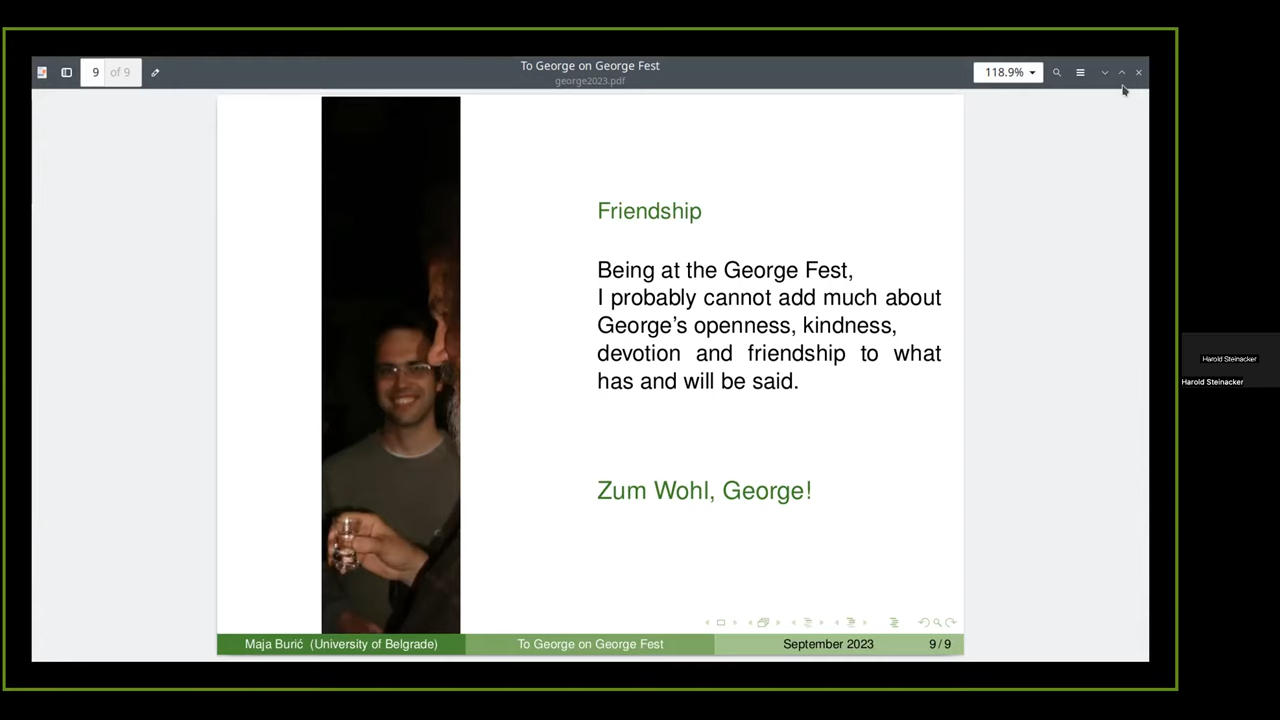 9 of 9
To George on George Fest
george2023.pdf
118.9%
Friendship
Being at the George Fest,
I probably cannot add much about
George's openness, kindness,
devotion and friendship to what
has and will be said.
Zum Wohl, George!
Maja Burić (University of Belgrade)
To George on George Fest
September 2023
9 / 9
Harold Steinacker
Harold Steinacker